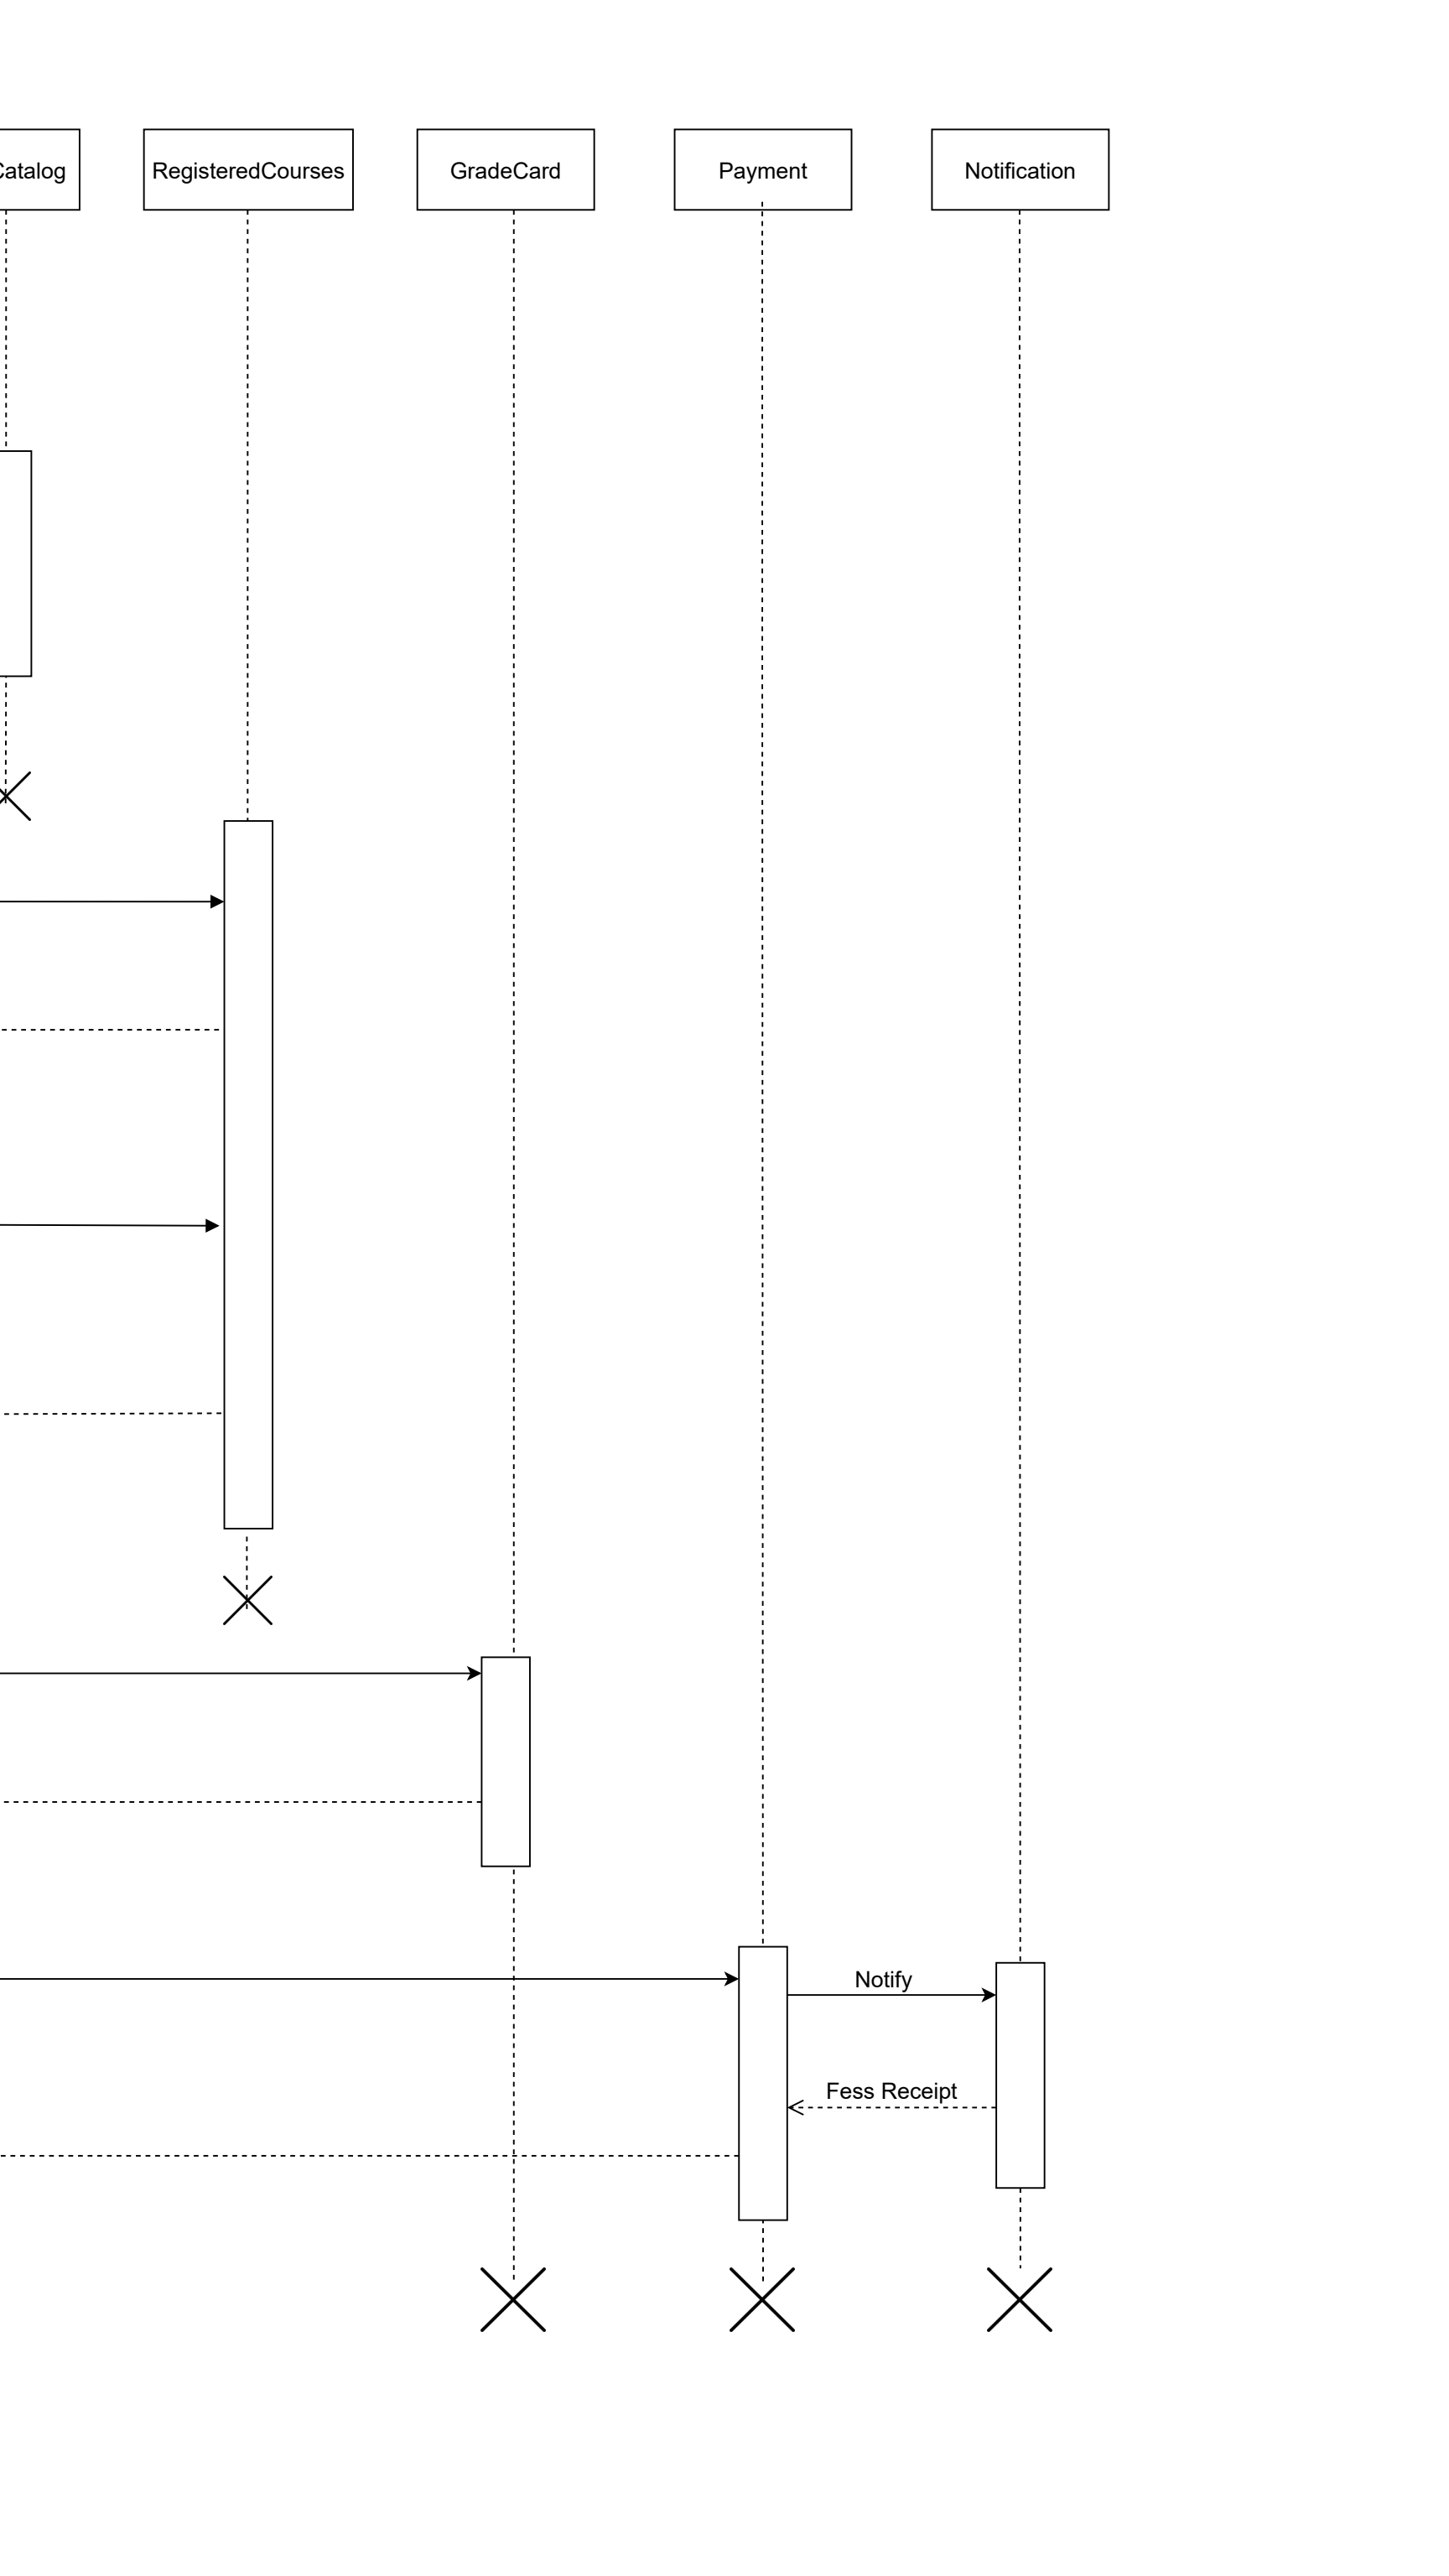 Catalog
RegisteredCourses
GradeCard
Payment
Notification
Notify
Fess Receipt